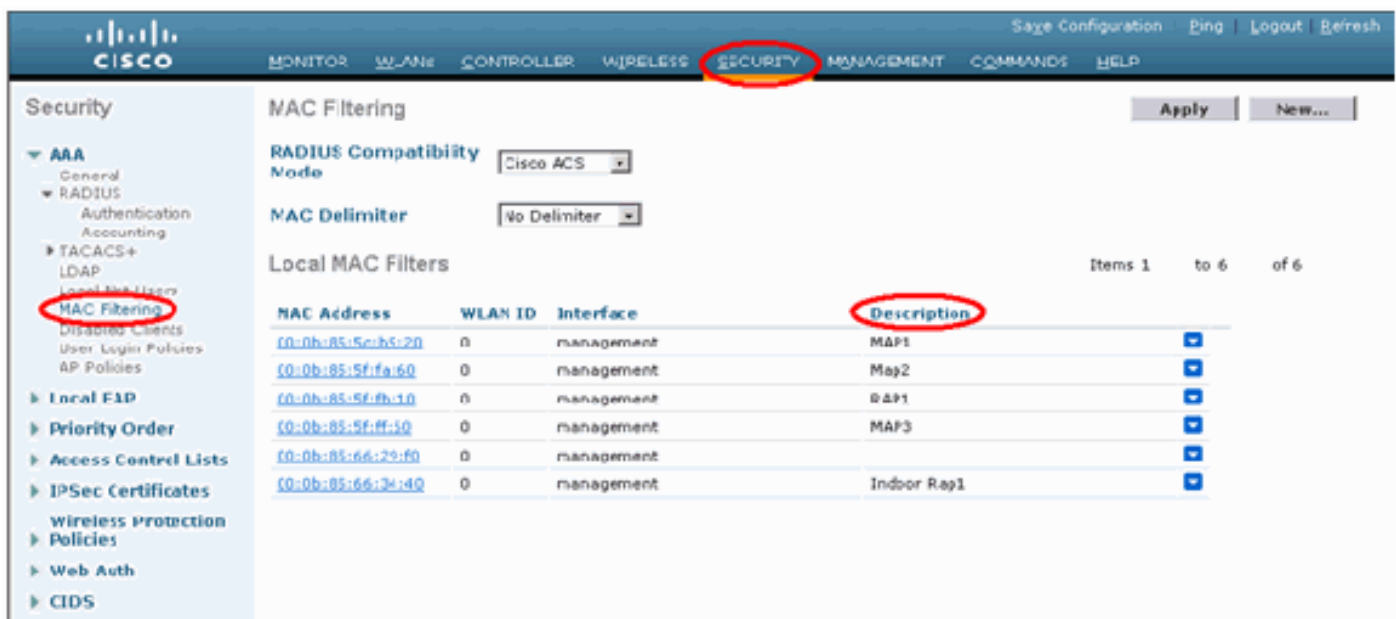 Save Configuration | Ping | Logout | Refresh
CISCO
MONITOR WLANs CONTROLLER WIRELESS SECURITY MANAGEMENT COMMANDS HELP
Security
AAA
General
RADIUS
Authentication
Accounting
TACACS+
LDAP
Local Net Users
MAC Filtering
Disabled Clients
User Login Policies
AP Policies
Local EAP
Priority Order
Access Control Lists
IPSec Certificates
Wireless Protection
Policies
Web Auth
CIDS
MAC Filtering
Apply New...
RADIUS Compatibility
Mode
Cisco ACS
MAC Delimiter No Delimiter
Local MAC Filters Items 1 to 6 of 6
MAC Address WLAN ID Interface Description
00:0b:85:5c:b5:20 0 management MAP1
00:0b:85:5f:fa:60 0 management Map2
00:0b:85:5f:fb:10 0 management RAP1
00:0b:85:5f:ff:50 0 management MAP3
00:0b:85:66:29:f0 0 management
00:0b:85:66:34:40 0 management Indoor Rap1